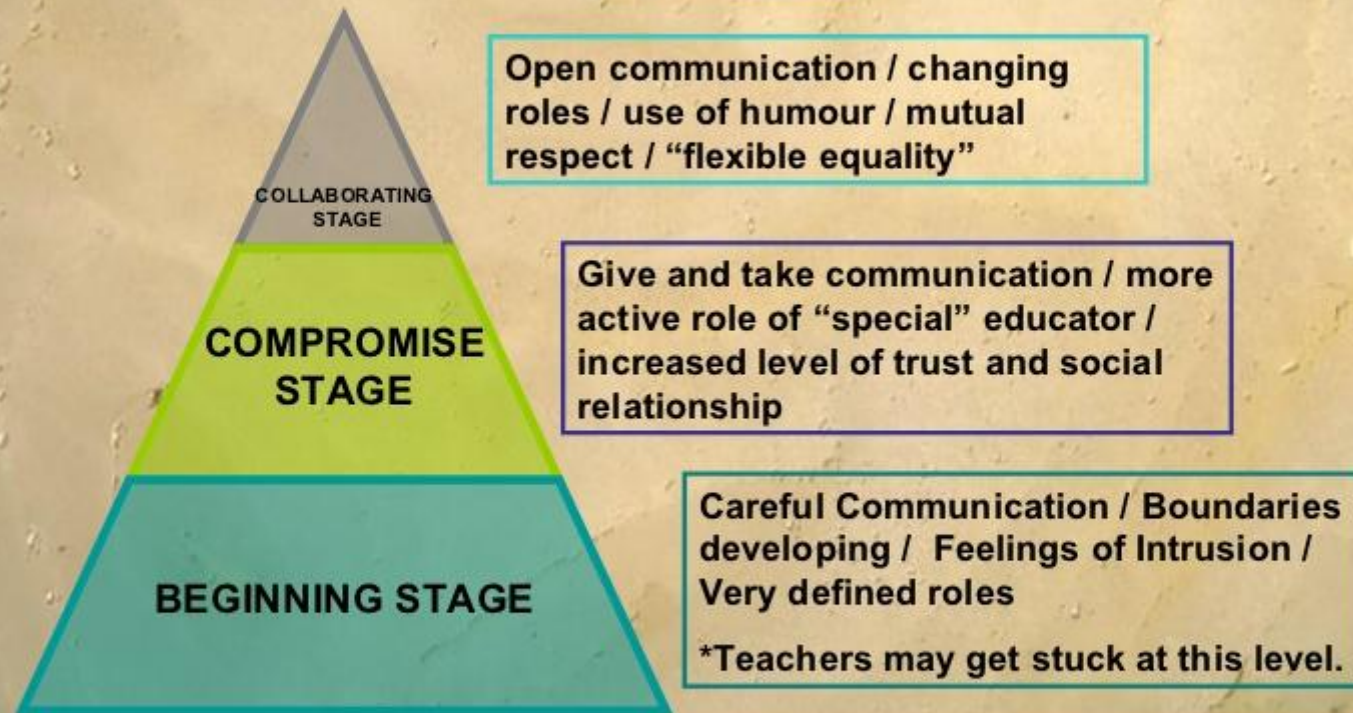 Open communication / changing
roles / use of humour / mutual
respect / “flexible equality”
COLLABORATING
STAGE
Give and take communication / more
active role of “special” educator /
increased level of trust and social
relationship
COMPROMISE
STAGE
Careful Communication / Boundaries
developing / Feelings of Intrusion /
Very defined roles
*Teachers may get stuck at this level.
BEGINNING STAGE